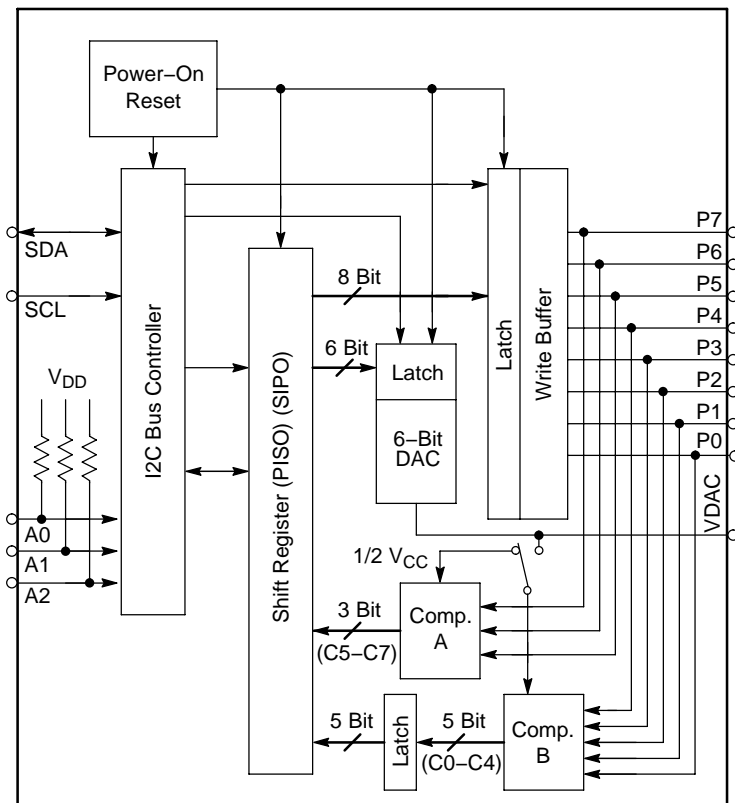 Power–On
Reset
SDA
SCL
VDD
A0
A1
A2
I2C Bus Controller
Shift Register (PISO) (SIPO)
8 Bit
6 Bit
Latch
6–Bit
DAC
Latch
Write Buffer
P7
P6
P5
P4
P3
P2
P1
P0
VDAC
1/2 VCC
3 Bit
(C5–C7)
Comp.
A
5 Bit
Latch
5 Bit
(C0–C4)
Comp.
B